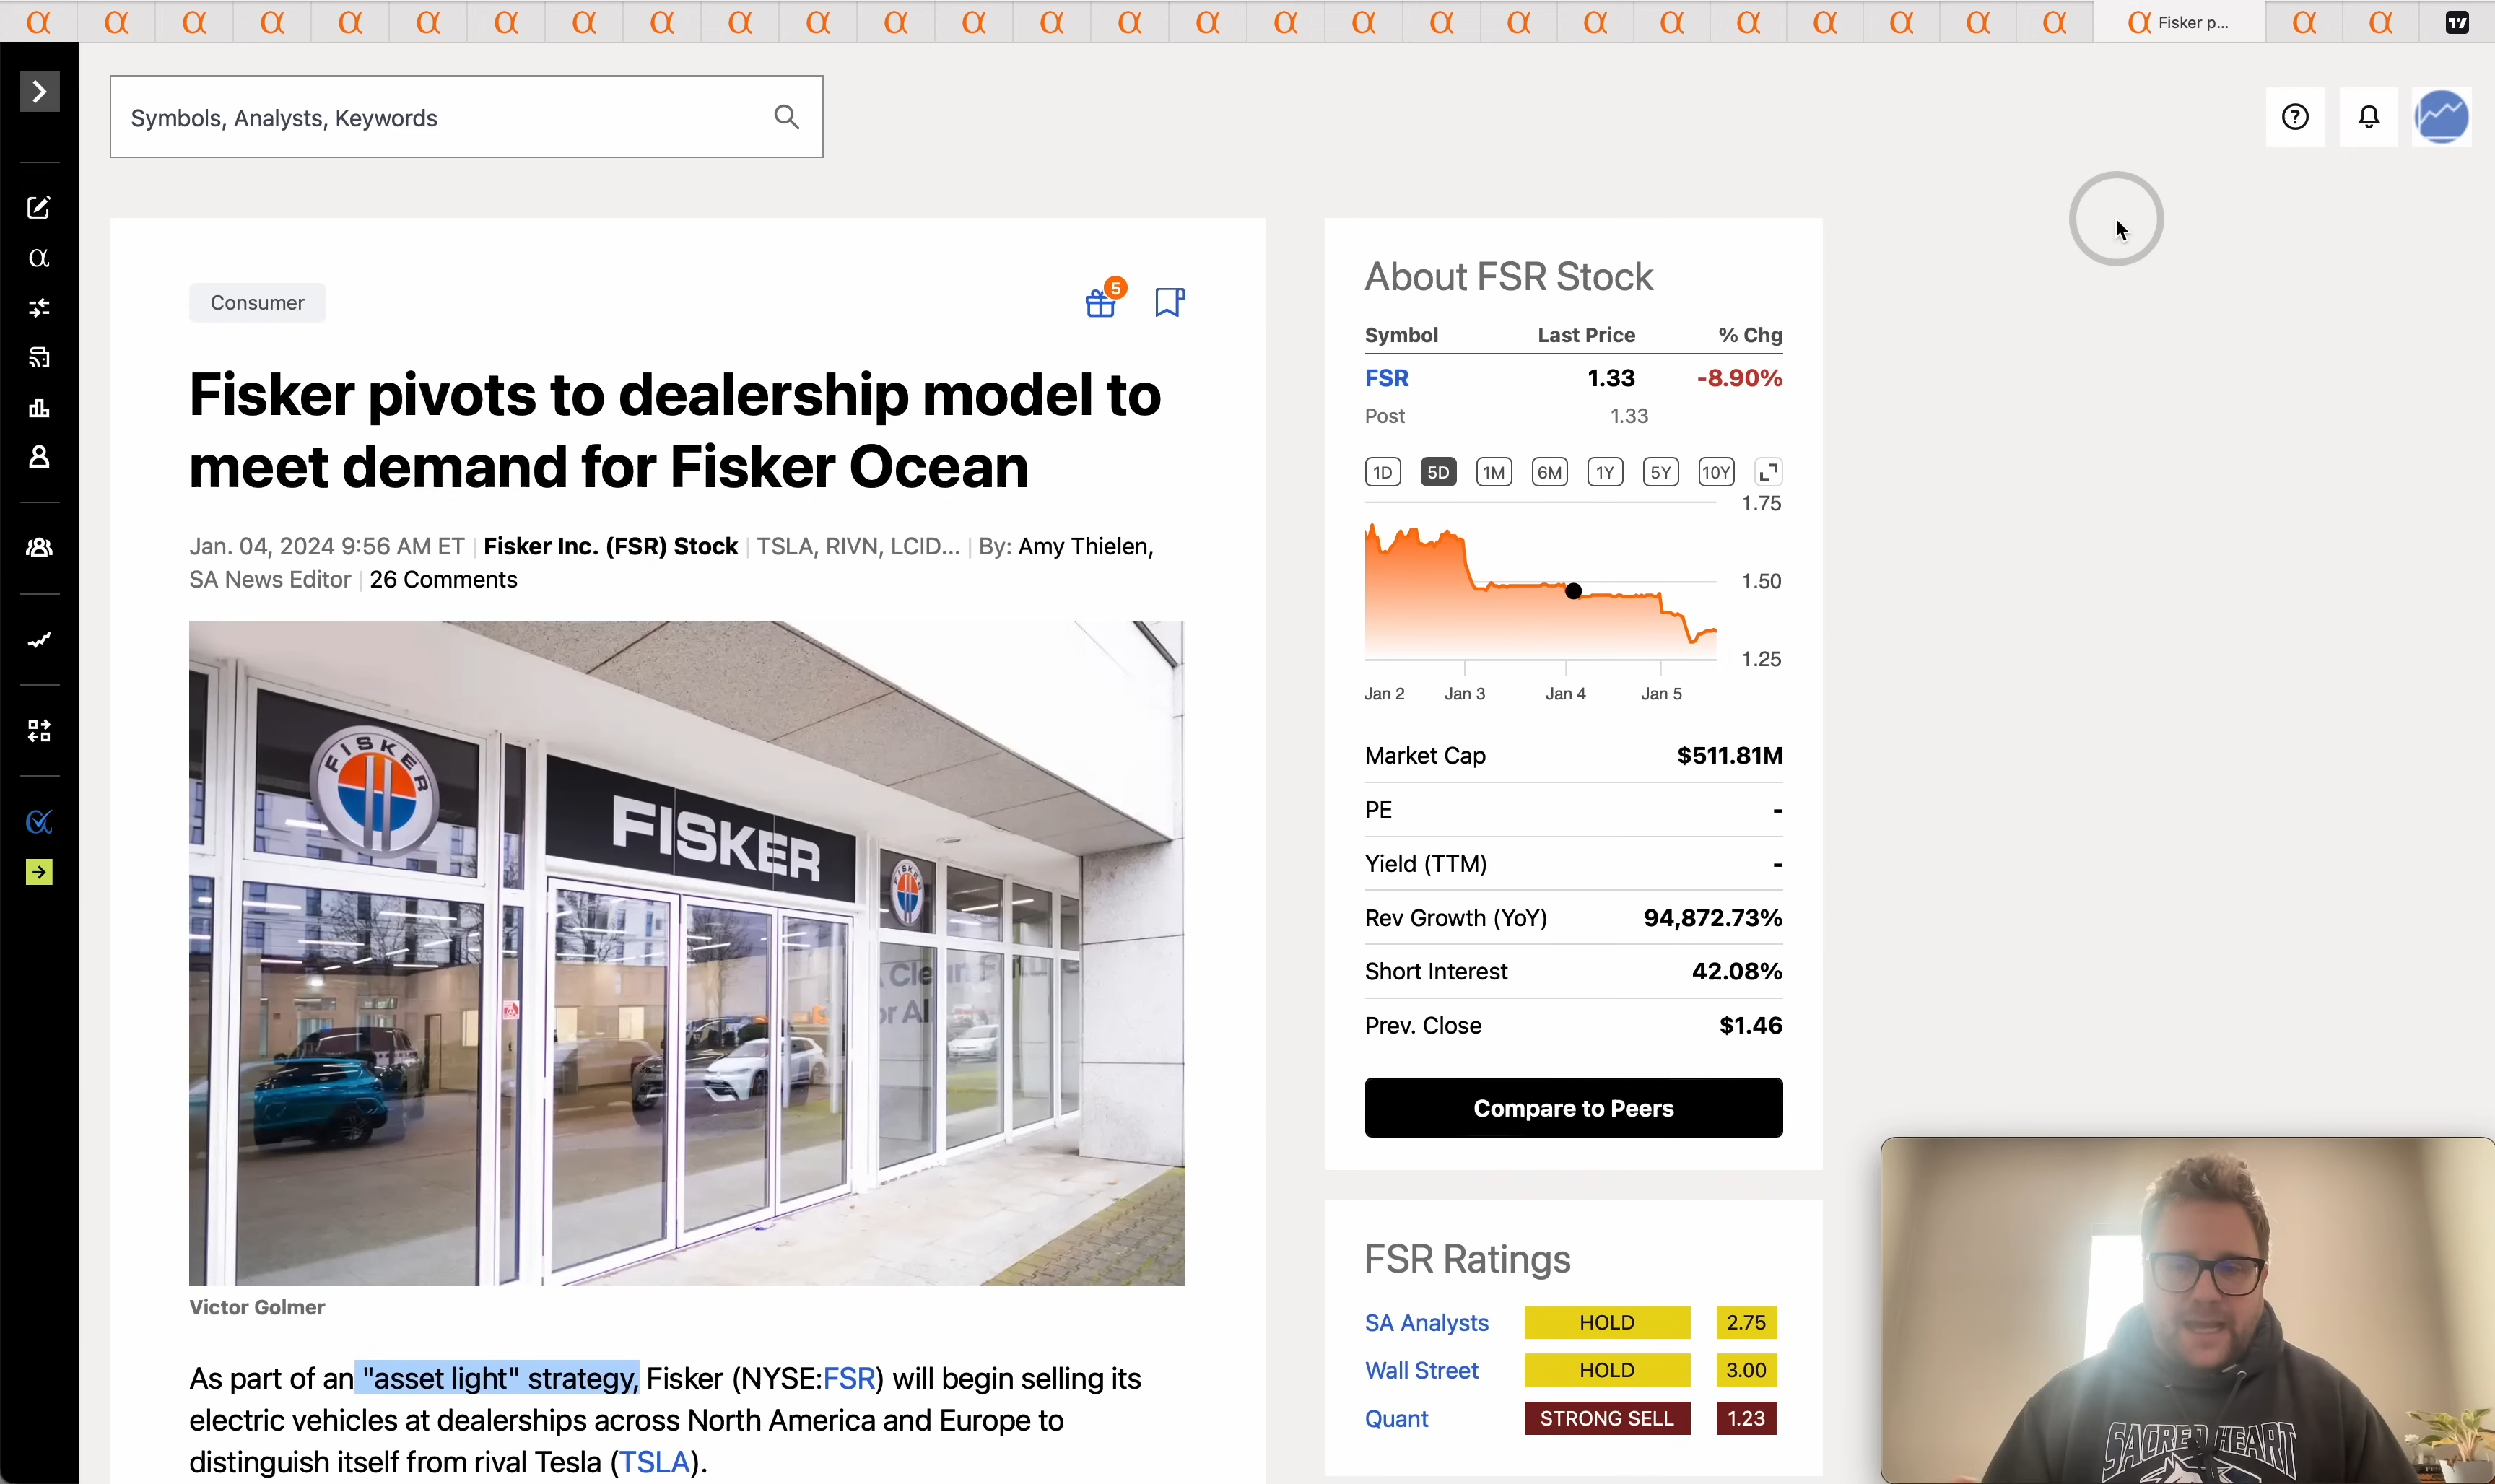 Fisker p...
Symbols, Analysts, Keywords
Consumer
5
Fisker pivots to dealership model to
meet demand for Fisker Ocean
Jan. 04, 2024 9:56 AM ET | Fisker Inc. (FSR) Stock | TSLA, RIVN, LCID... | By: Amy Thielen,
SA News Editor | 26 Comments
FISKER
FISKER
FISKER
Victor Golmer
As part of an "asset light" strategy, Fisker (NYSE:FSR) will begin selling its
electric vehicles at dealerships across North America and Europe to
distinguish itself from rival Tesla (TSLA).
About FSR Stock
Symbol Last Price % Chg
FSR 1.33 -8.90%
Post 1.33
1D 5D 1M 6M 1Y 5Y 10Y
1.75
1.50
1.25
Jan 2 Jan 3 Jan 4 Jan 5
Market Cap $511.81M
PE -
Yield (TTM) -
Rev Growth (YoY) 94,872.73%
Short Interest 42.08%
Prev. Close $1.46
Compare to Peers
FSR Ratings
SA Analysts HOLD 2.75
Wall Street HOLD 3.00
Quant STRONG SELL 1.23
SACRED HEART